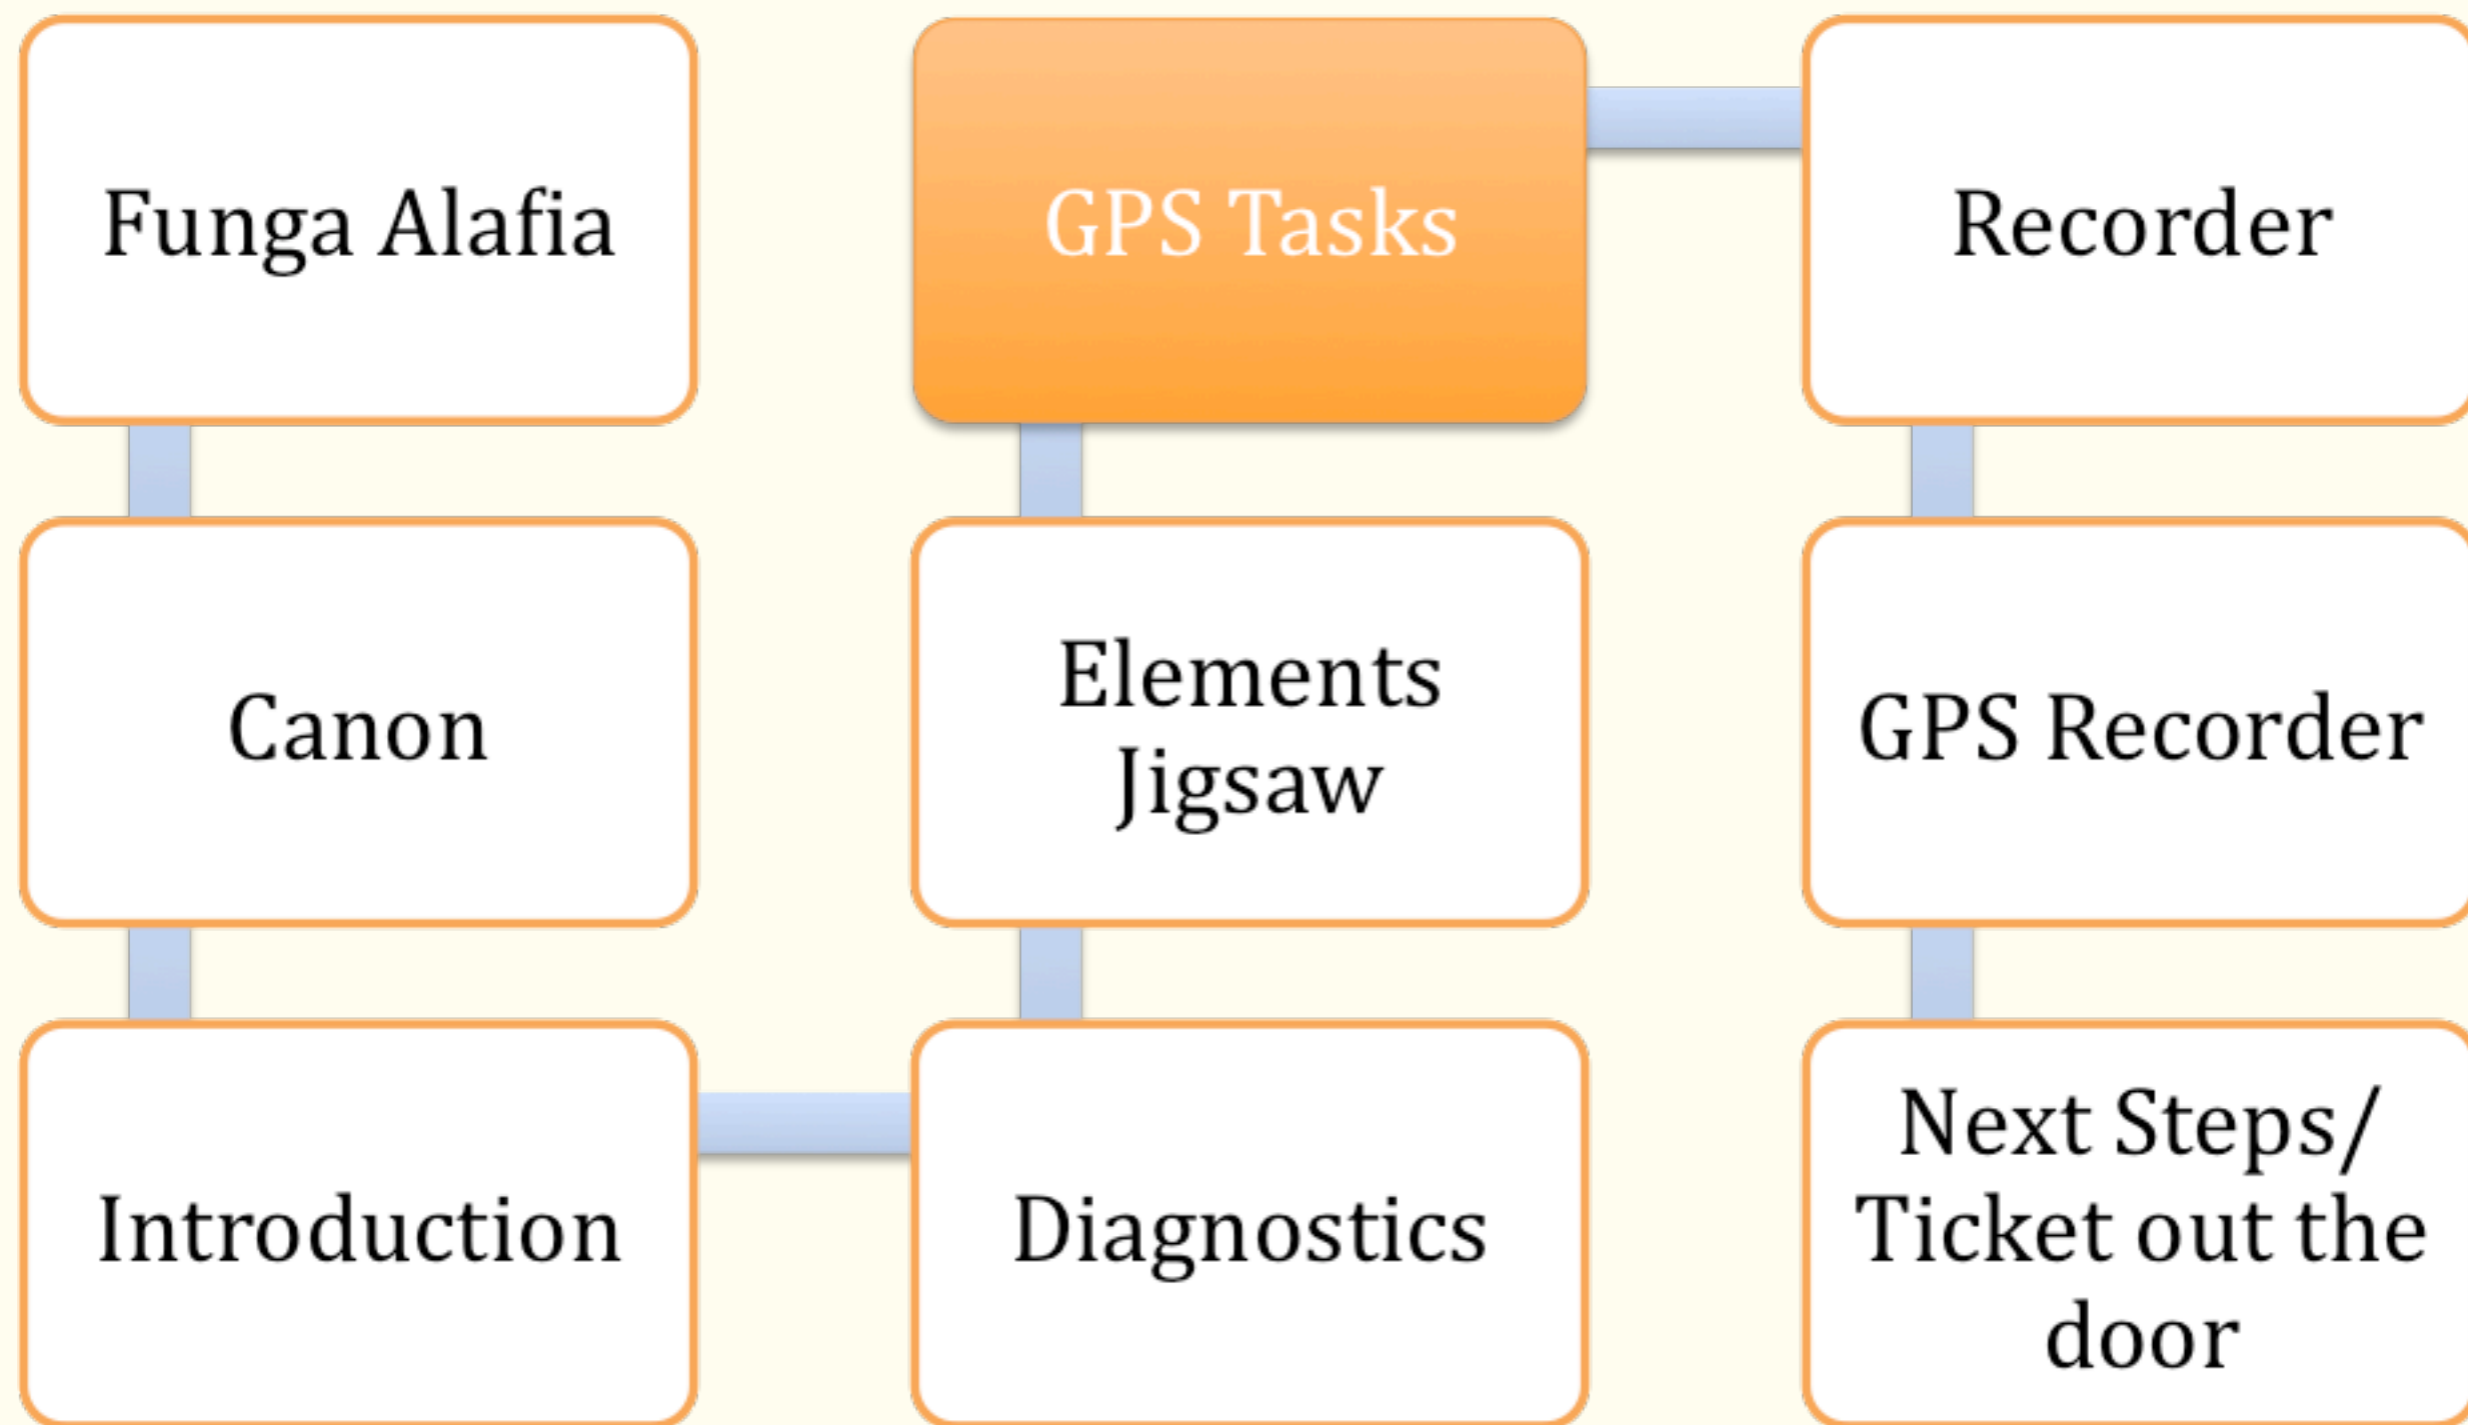 Funga Alafia
Canon
Introduction
Diagnostics
Elements
Jigsaw
GPS Tasks
Recorder
GPS Recorder
Next Steps/
Ticket out the
door